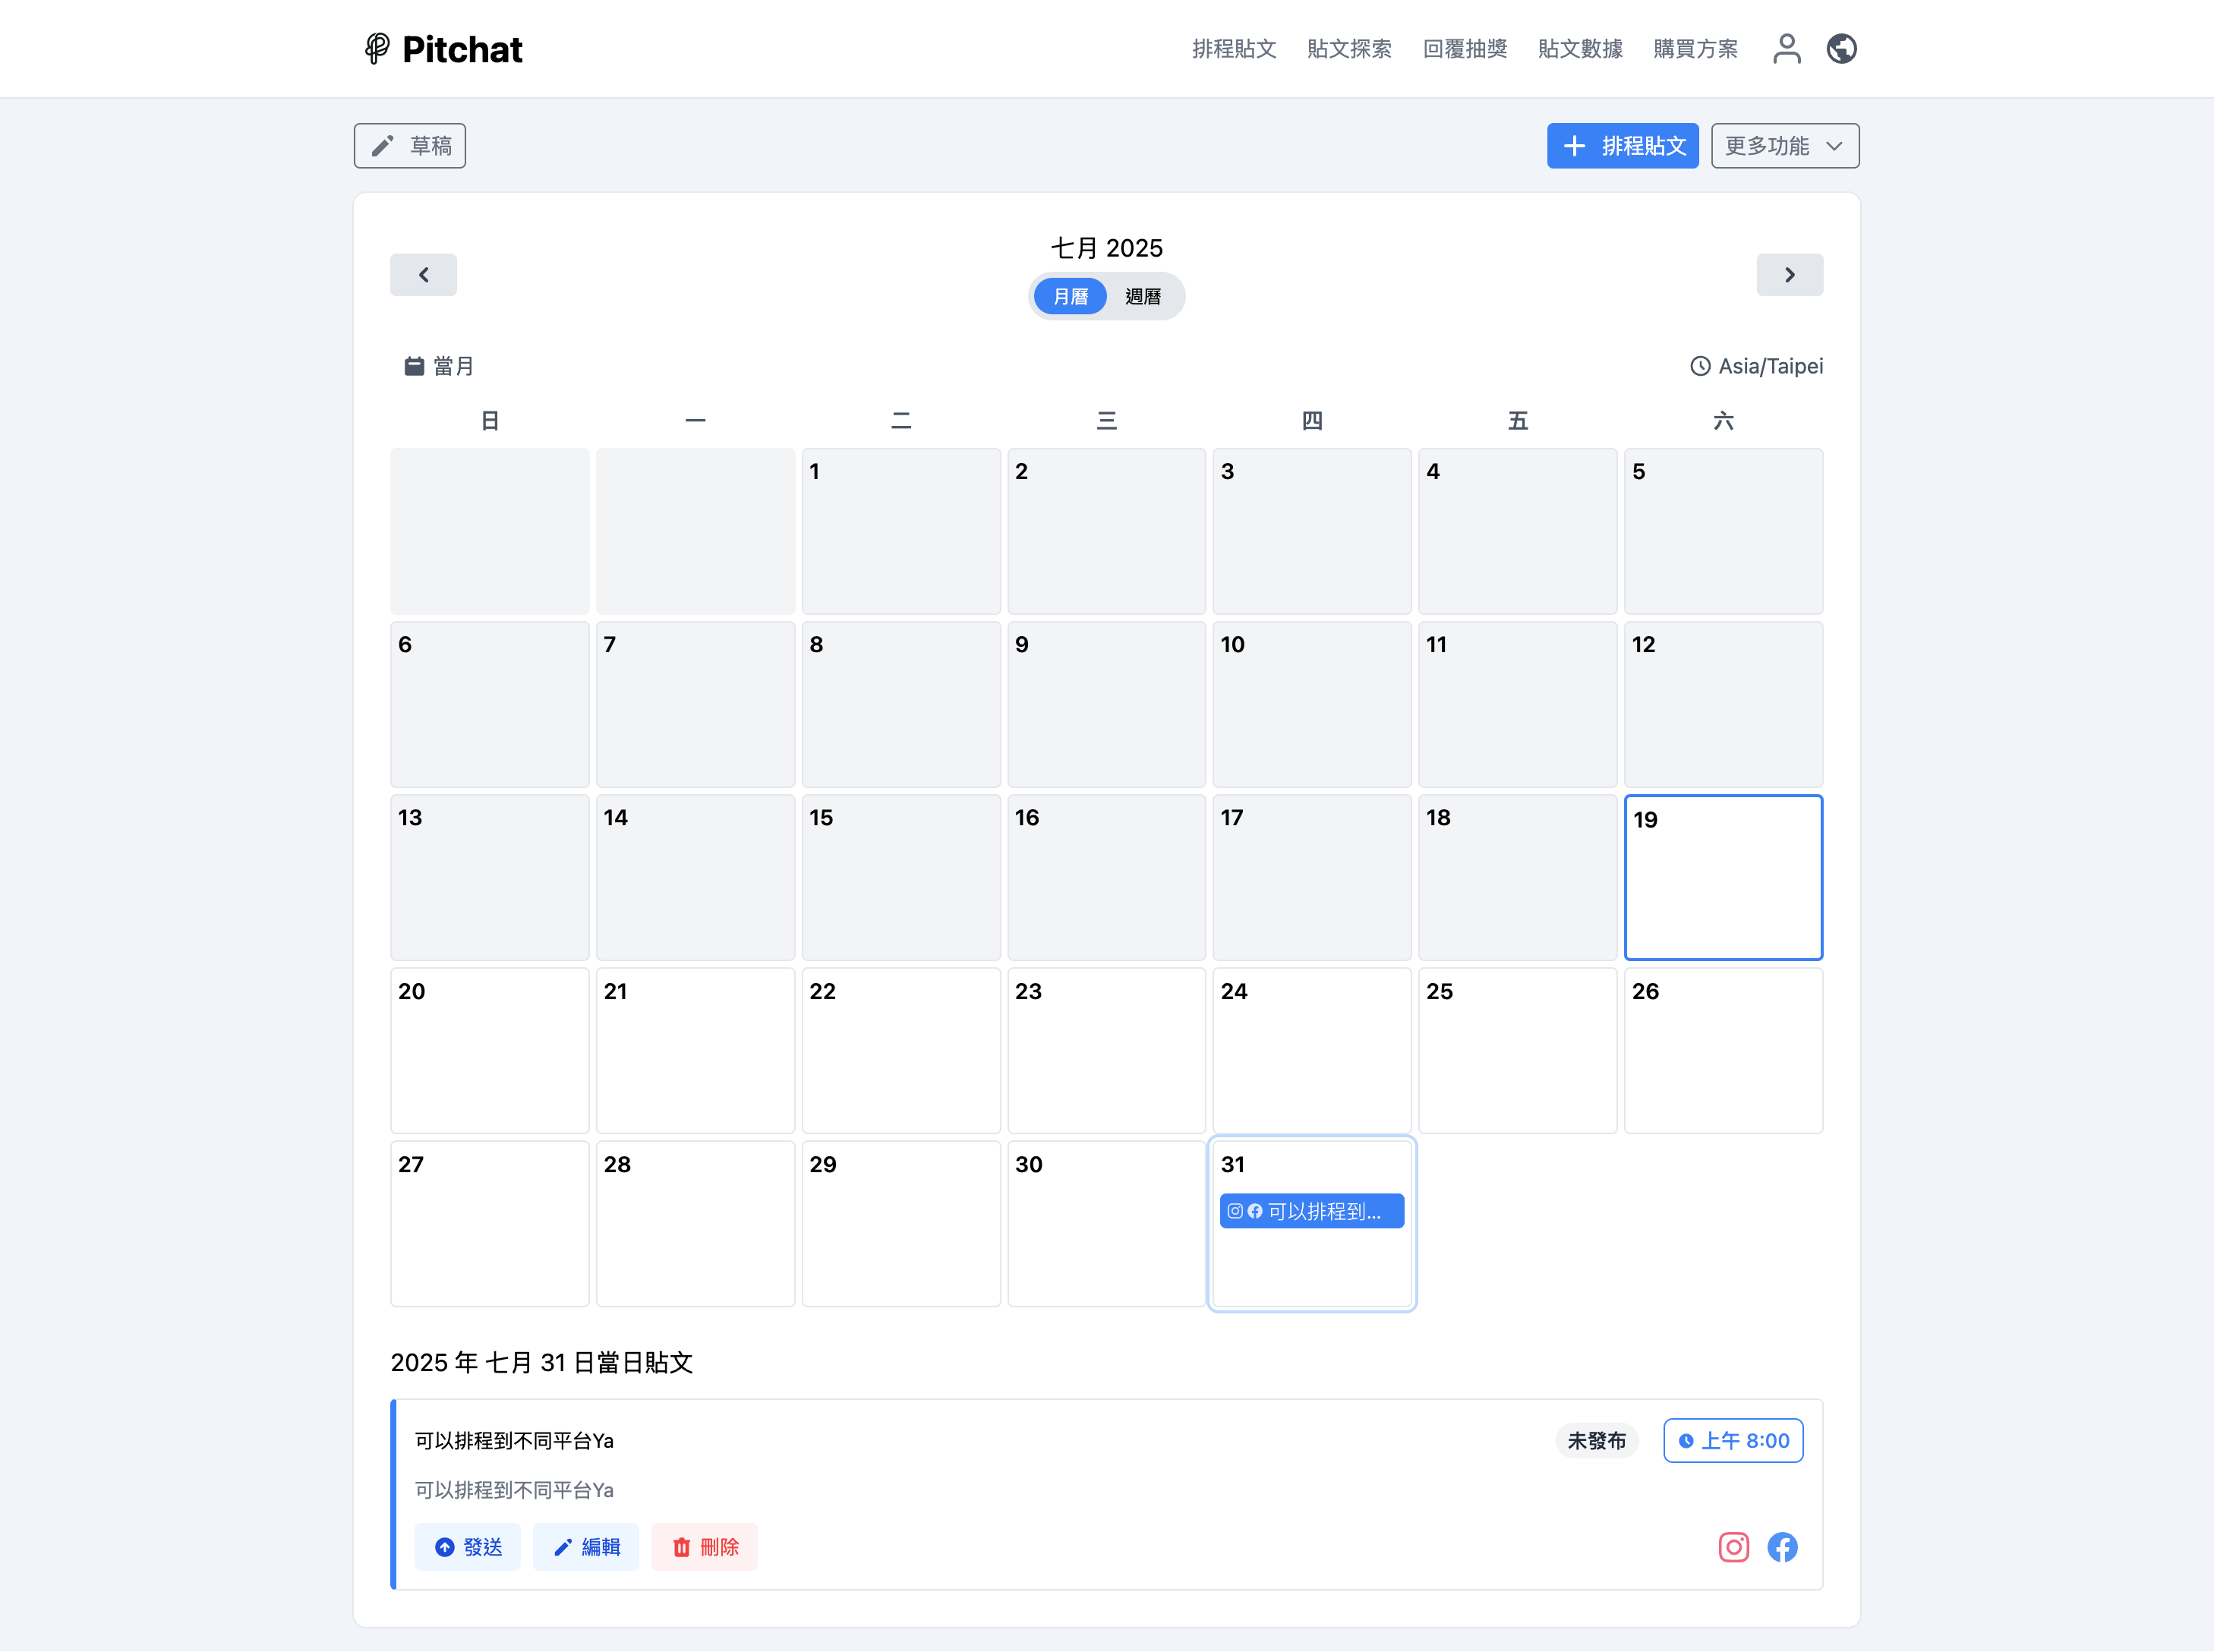 Pitchat
排程貼文 貼文探索 回覆抽獎 貼文數據 購買方案
草稿
排程貼文 更多功能
七月 2025
月曆 週曆
當月 Asia/Taipei
日 一 二 三 四 五 六
1 2 3 4 5
6 7 8 9 10 11 12
13 14 15 16 17 18 19
20 21 22 23 24 25 26
27 28 29 30 31
可以排程到...
2025 年 七月 31 日當日貼文
可以排程到不同平台Ya 未發布 上午 8:00
可以排程到不同平台Ya
發送 編輯 刪除